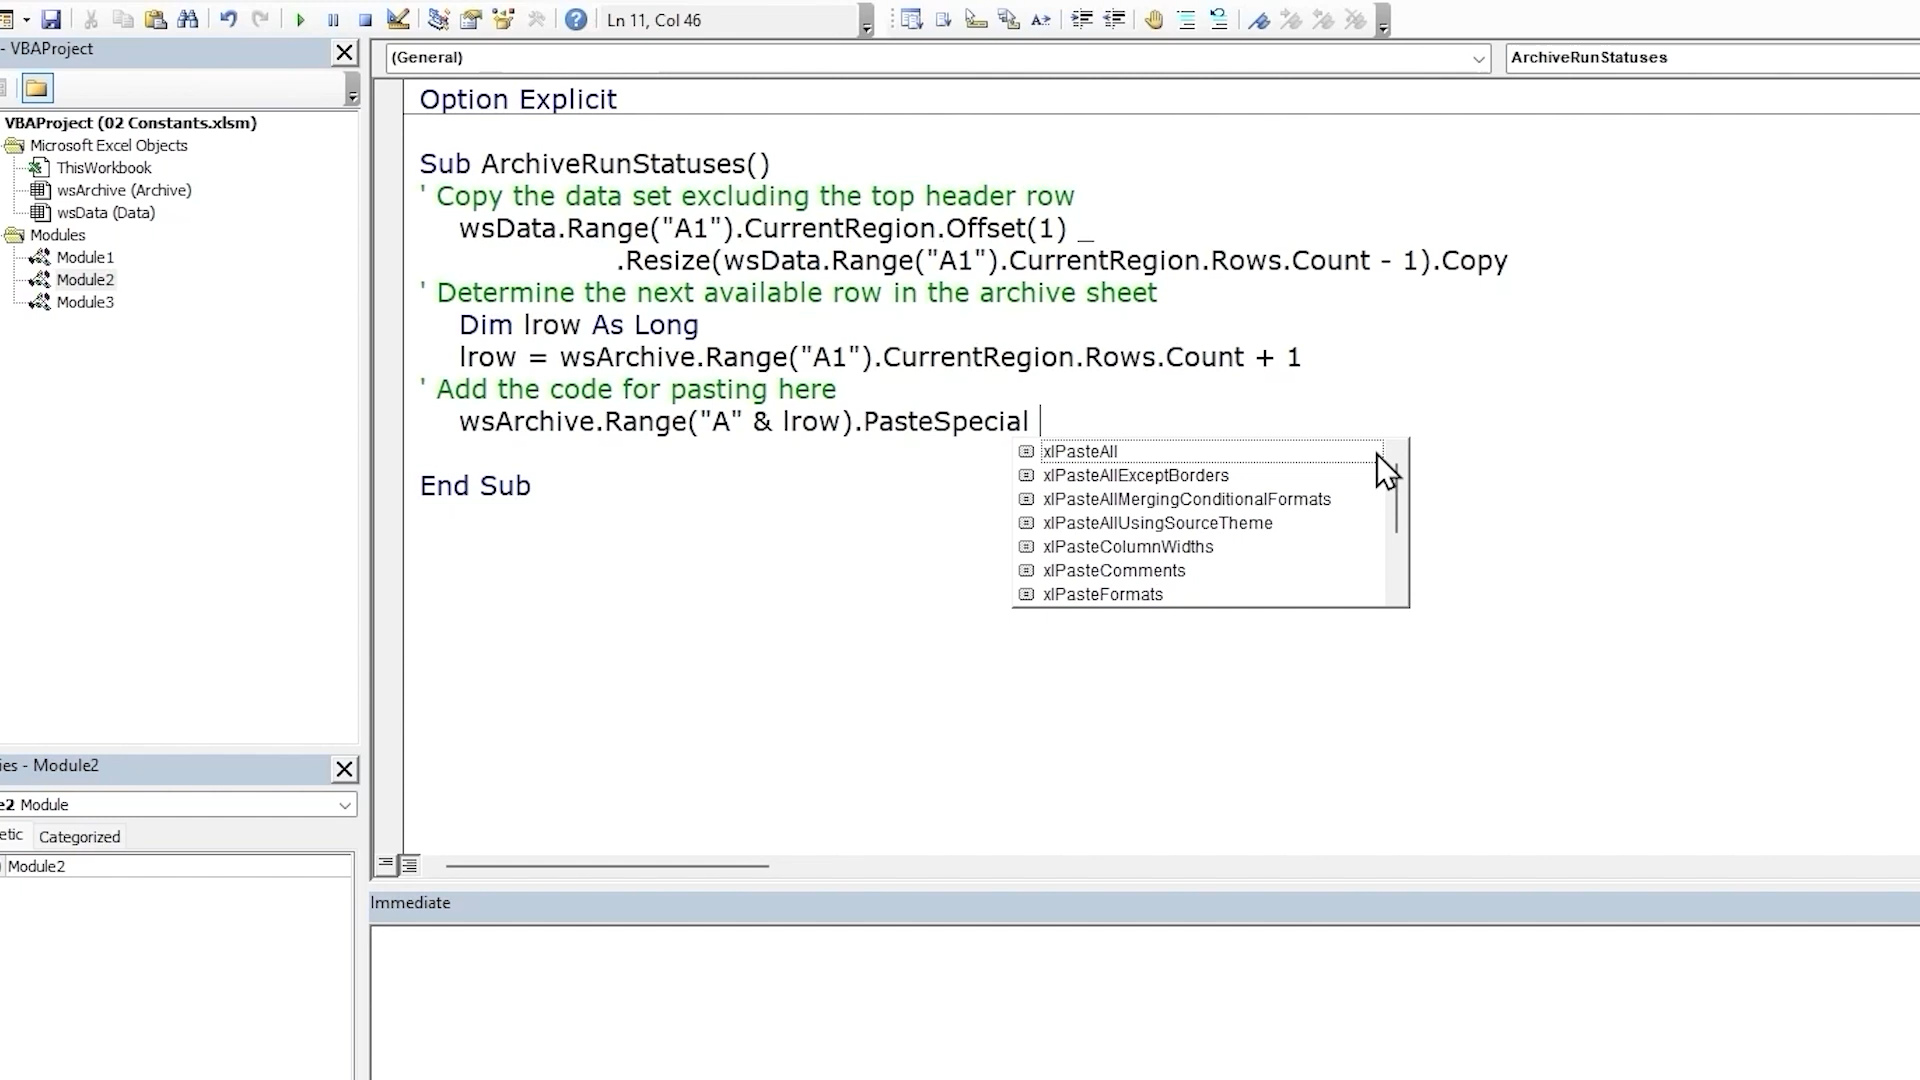 Ln 11, Col 46
- VBAProject
(General)
ArchiveRunStatuses
VBAProject (02 Constants.xlsm)
Microsoft Excel Objects
ThisWorkbook
wsArchive (Archive)
wsData (Data)
Modules
Module1
Module2
Module3
Option Explicit
Sub ArchiveRunStatuses()
' Copy the data set excluding the top header row
wsData.Range("A1").CurrentRegion.Offset(1) _
.Resize(wsData.Range("A1").CurrentRegion.Rows.Count - 1).Copy
' Determine the next available row in the archive sheet
Dim lrow As Long
lrow = wsArchive.Range("A1").CurrentRegion.Rows.Count + 1
' Add the code for pasting here
wsArchive.Range("A" & lrow).PasteSpecial
xlPasteAll
xlPasteAllExceptBorders
xlPasteAllMergingConditionalFormats
xlPasteAllUsingSourceTheme
xlPasteColumnWidths
xlPasteComments
xlPasteFormats
End Sub
ies - Module2
e2 Module
etic Categorized
Module2
Immediate